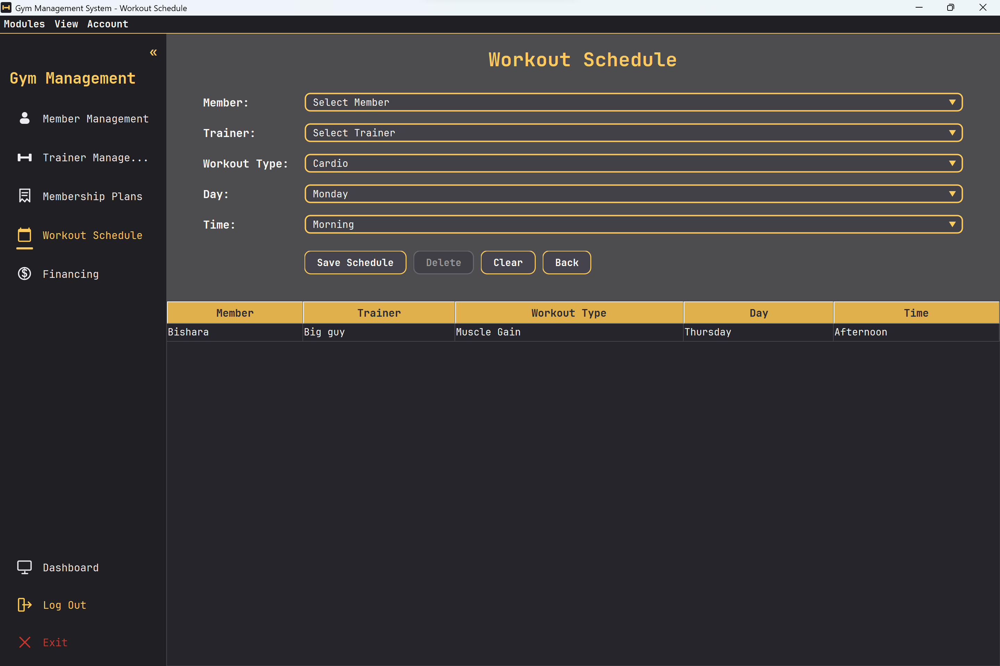 Gym Management System - Workout Schedule
Modules View Account
«
Gym Management
Member Management
Trainer Manage...
Membership Plans
Workout Schedule
Financing
Dashboard
Log Out
Exit
Workout Schedule
Member: Select Member
Trainer: Select Trainer
Workout Type: Cardio
Day: Monday
Time: Morning
Save Schedule Delete Clear Back
Member Trainer Workout Type Day Time
Bishara Big guy Muscle Gain Thursday Afternoon